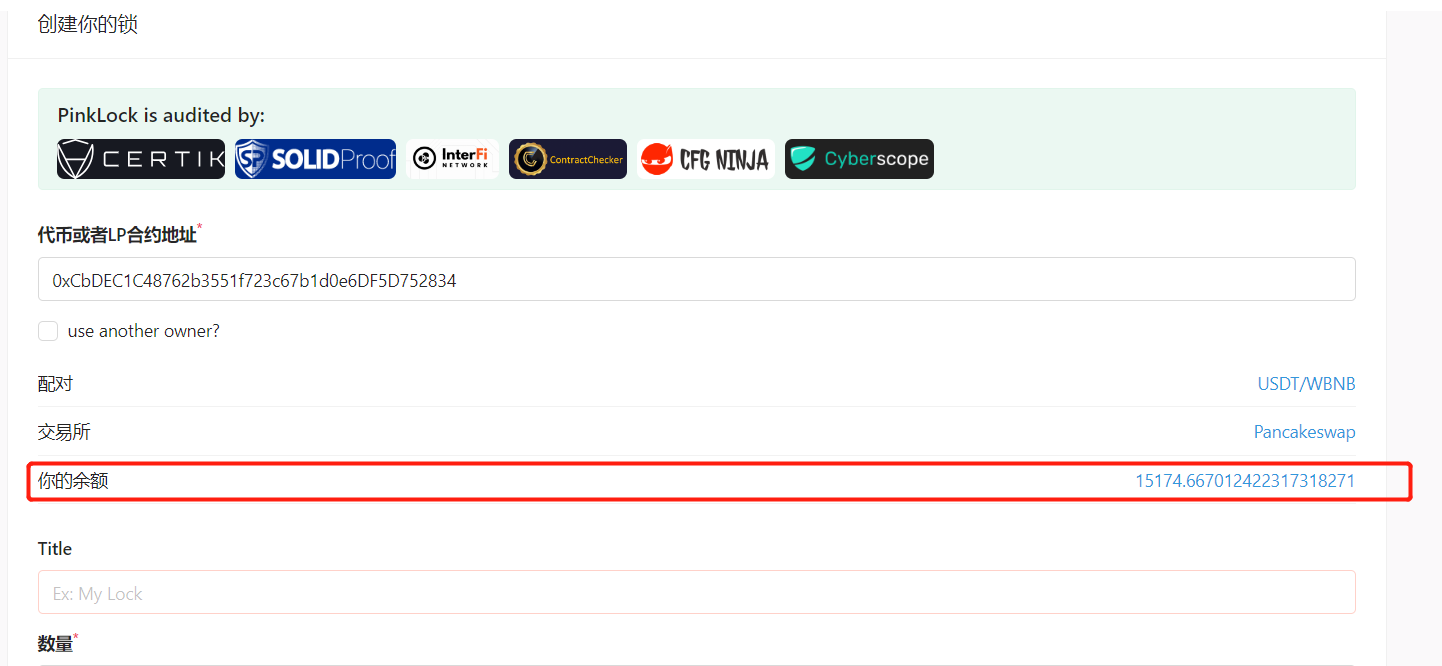 创建你的锁
PinkLock is audited by:
CERTIK SP SOLIDProof InterFi NETWORK C ContractChecker CFG NINJA Cyberscope
代币或者LP合约地址*
0xCbDEC1C48762b3551f723c67b1d0e6DF5D752834
use another owner?
配对 USDT/WBNB
交易所 Pancakeswap
你的余额 15174.667012422317318271
Title
Ex: My Lock
数量*